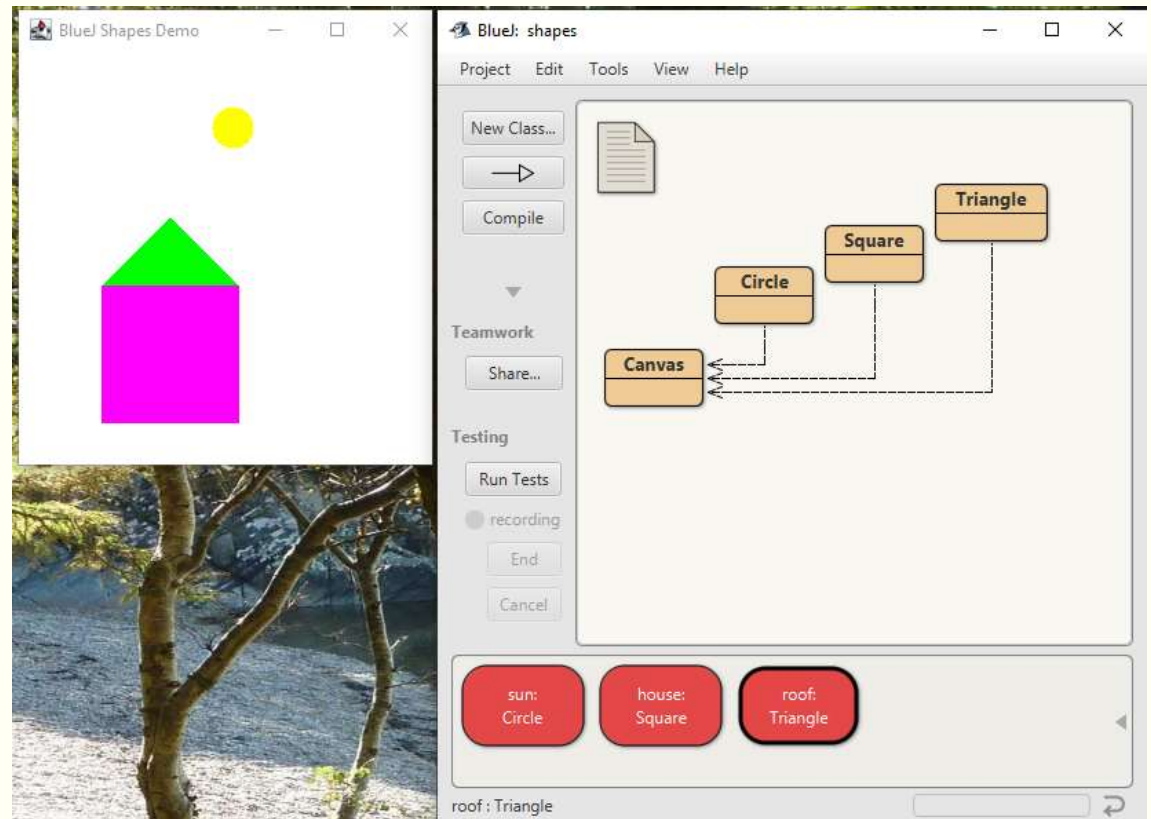 BlueJ Shapes Demo
BlueJ: shapes
Project Edit Tools View Help
New Class...
Compile
Teamwork
Share...
Testing
Run Tests
recording
End
Cancel
Triangle
Square
Circle
Canvas
sun:
Circle
house:
Square
roof:
Triangle
roof : Triangle